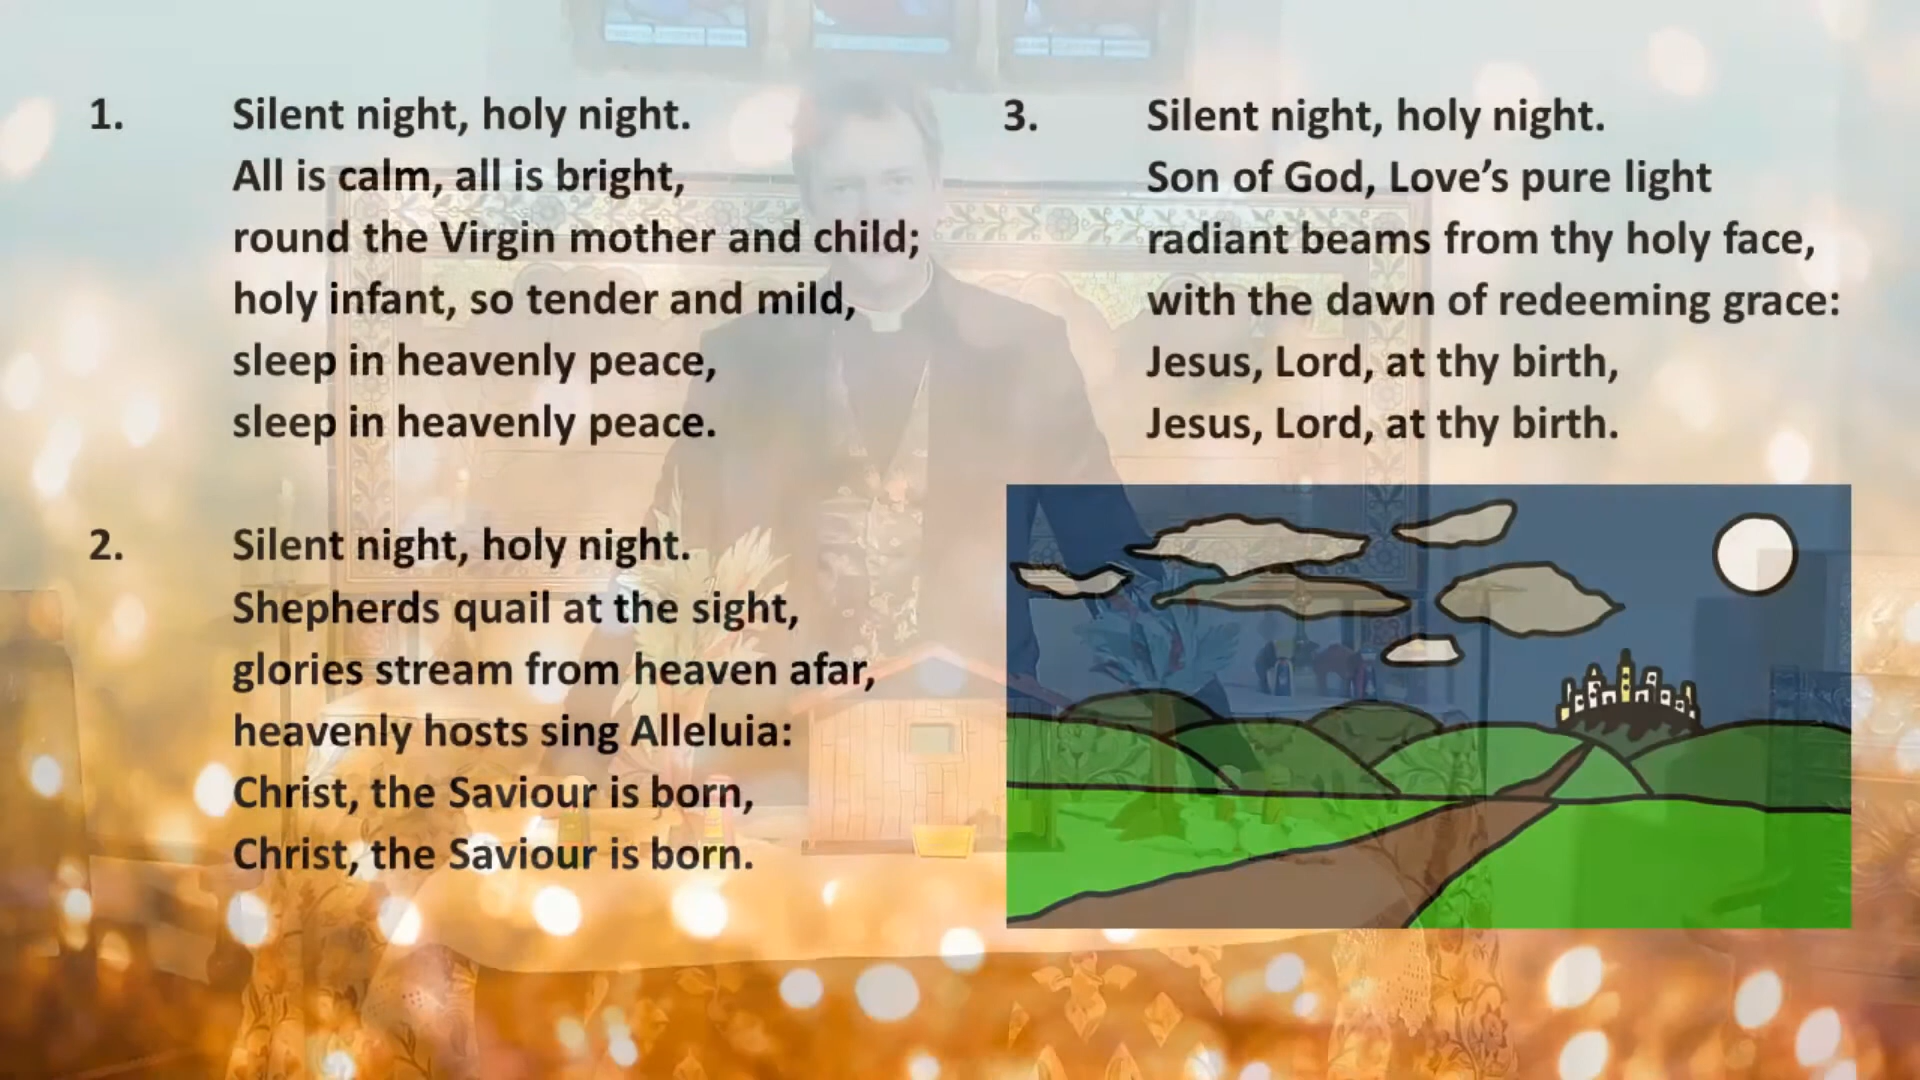 1. Silent night, holy night.
All is calm, all is bright,
round the Virgin mother and child;
holy infant, so tender and mild,
sleep in heavenly peace,
sleep in heavenly peace.
2. Silent night, holy night.
Shepherds quail at the sight,
glories stream from heaven afar,
heavenly hosts sing Alleluia:
Christ, the Saviour is born,
Christ, the Saviour is born.
3. Silent night, holy night.
Son of God, Love’s pure light
radiant beams from thy holy face,
with the dawn of redeeming grace:
Jesus, Lord, at thy birth,
Jesus, Lord, at thy birth.